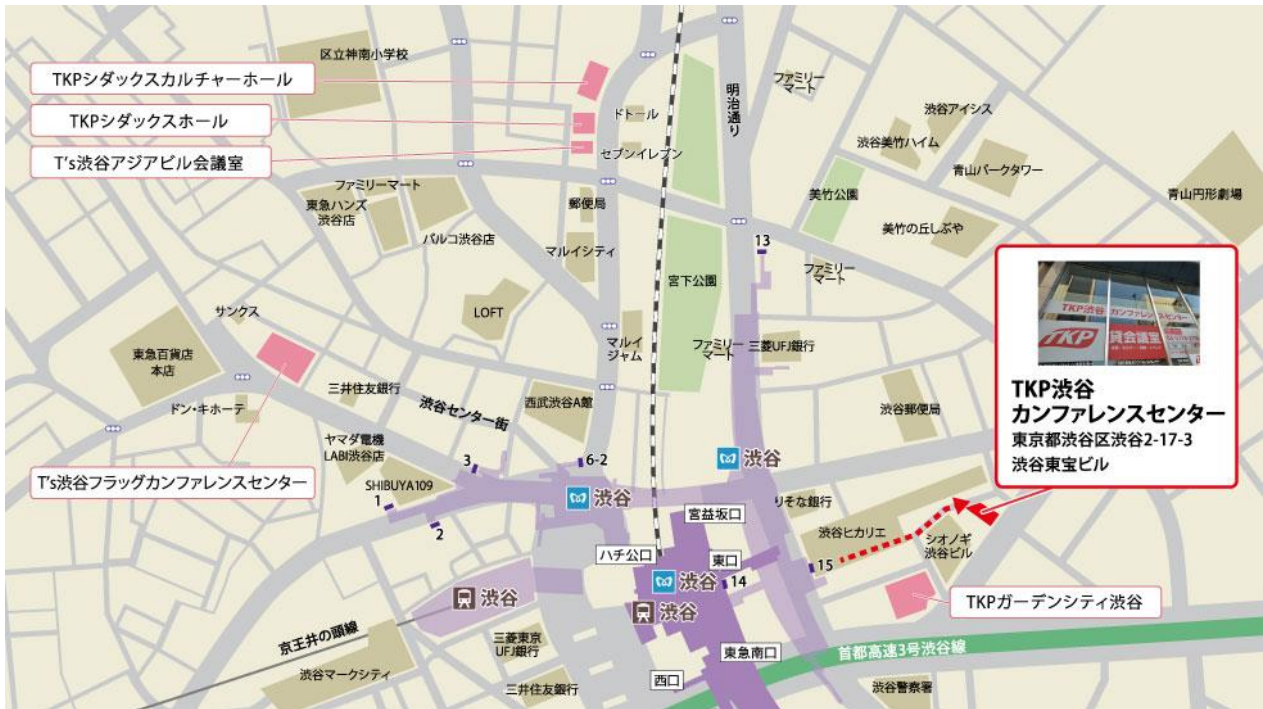 区立神南小学校
TKPシダックスカルチャーホール
TKPシダックスホール
T's渋谷アジアビル会議室
ドトール
セブンイレブン
明治通り
ファミリー
マート
渋谷アイシス
渋谷美竹ハイム
青山パークタワー
青山円形劇場
美竹公園
美竹の丘しぶや
ファミリーマート
東急ハンズ
渋谷店
パルコ渋谷店
郵便局
マルイシティ
13
宮下公園
ファミリー
マート
サンクス
LOFT
マルイ
ジャム
ファミリー
マート
三菱UFJ銀行
東急百貨店
本店
三井住友銀行
ドン・キホーテ
渋谷センター街
西武渋谷A館
渋谷郵便局
TKP渋谷 カンファレンスセンター
TKP
貸会議室
TKP渋谷
カンファレンスセンター
東京都渋谷区渋谷2-17-3
渋谷東宝ビル
ヤマダ電機
LABI渋谷店
3
6-2
渋谷
T's渋谷フラッグカンファレンスセンター
SHIBUYA109
1
2
渋谷
宮益坂口
りそな銀行
渋谷ヒカリエ
シオノギ
渋谷ビル
ハチ公口
東口
15
渋谷
14
渋谷
渋谷
TKPガーデンシティ渋谷
京王井の頭線
三菱東京
UFJ銀行
東急南口
首都高速3号渋谷線
渋谷マークシティ
三井住友銀行
西口
渋谷警察署